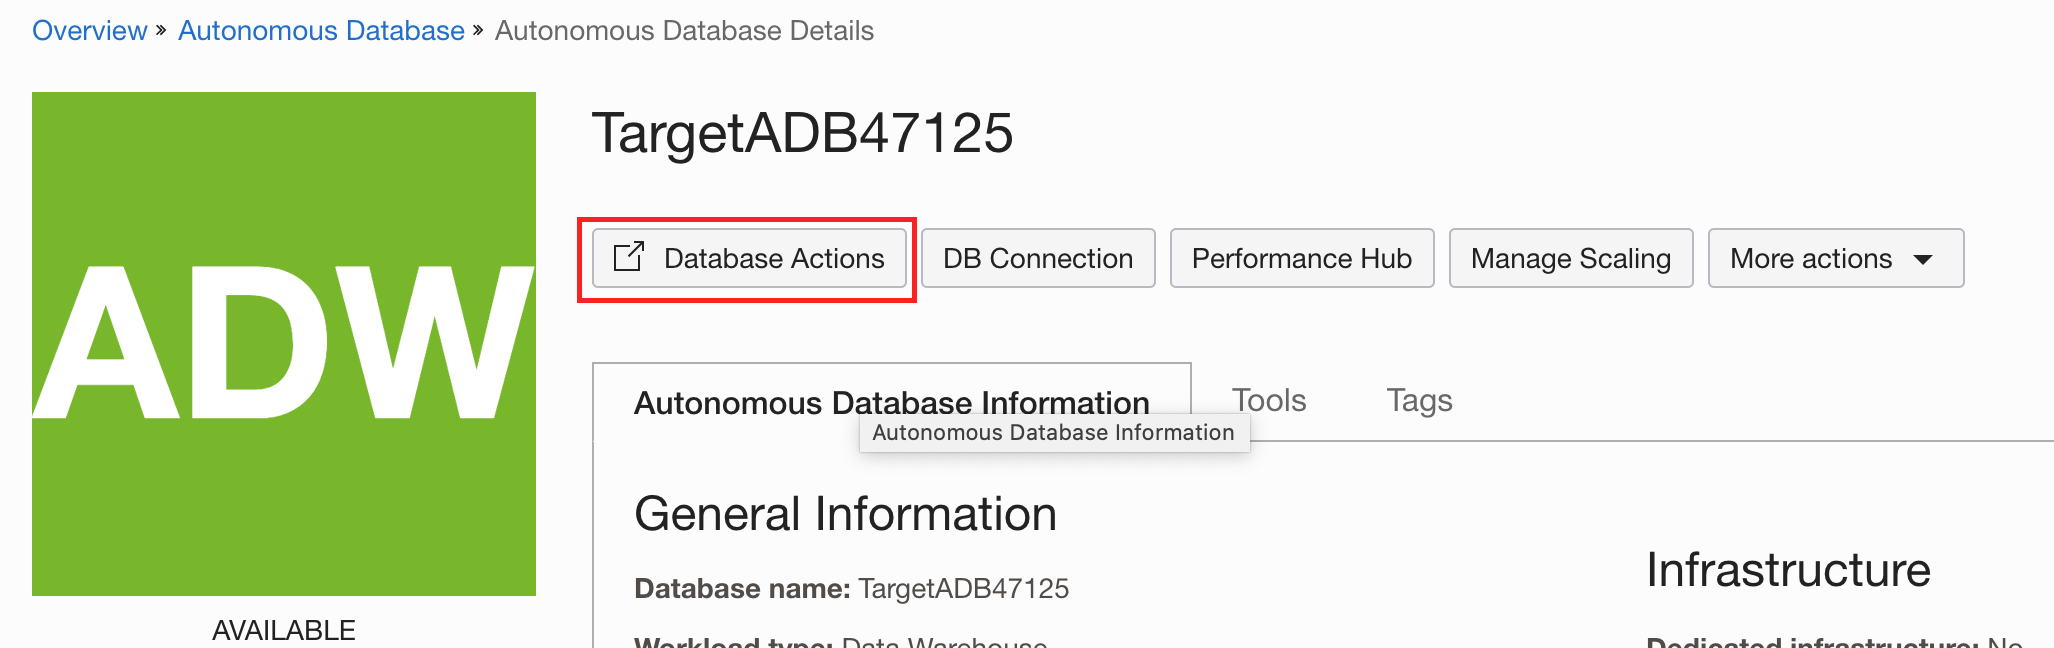 Overview » Autonomous Database » Autonomous Database Details
ADW
AVAILABLE
TargetADB47125
Database Actions DB Connection Performance Hub Manage Scaling More actions
Autonomous Database Information Tools Tags
Autonomous Database Information
General Information
Database name: TargetADB47125
Workload type: Data Warehouse
Infrastructure
Dedicated infrastructure: No